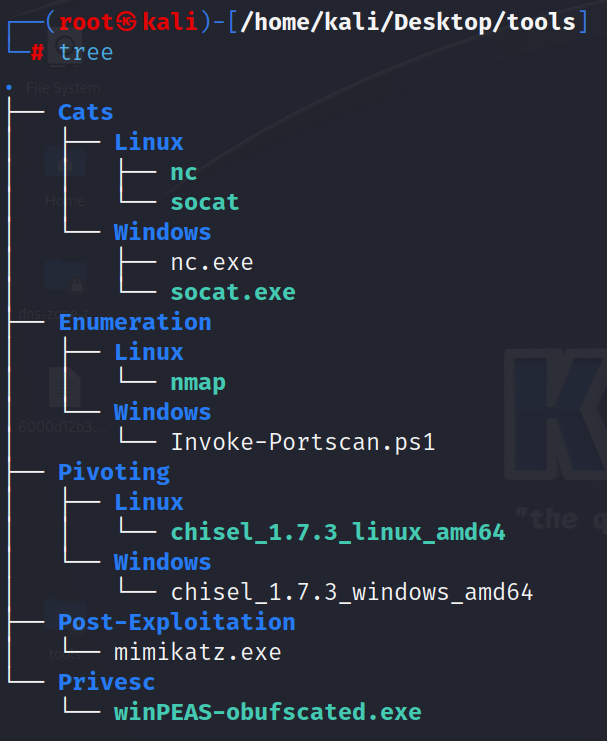 ┌──(root㉿kali)-[/home/kali/Desktop/tools]
└─# tree
File System
.
├── Cats
│   ├── Linux
│   │   ├── nc
Home
│   │   └── socat
│   └── Windows
│       ├── nc.exe
│       └── socat.exe
├── Enumeration
│   ├── Linux
│   │   └── nmap
│   └── Windows
6000d12b3...
│       └── Invoke-Portscan.ps1
├── Pivoting
│   ├── Linux
"the q
│   │   └── chisel_1.7.3_linux_amd64
│   └── Windows
│       └── chisel_1.7.3_windows_amd64
├── Post-Exploitation
│   └── mimikatz.exe
tools
└── Privesc
    └── winPEAS-obufscated.exe